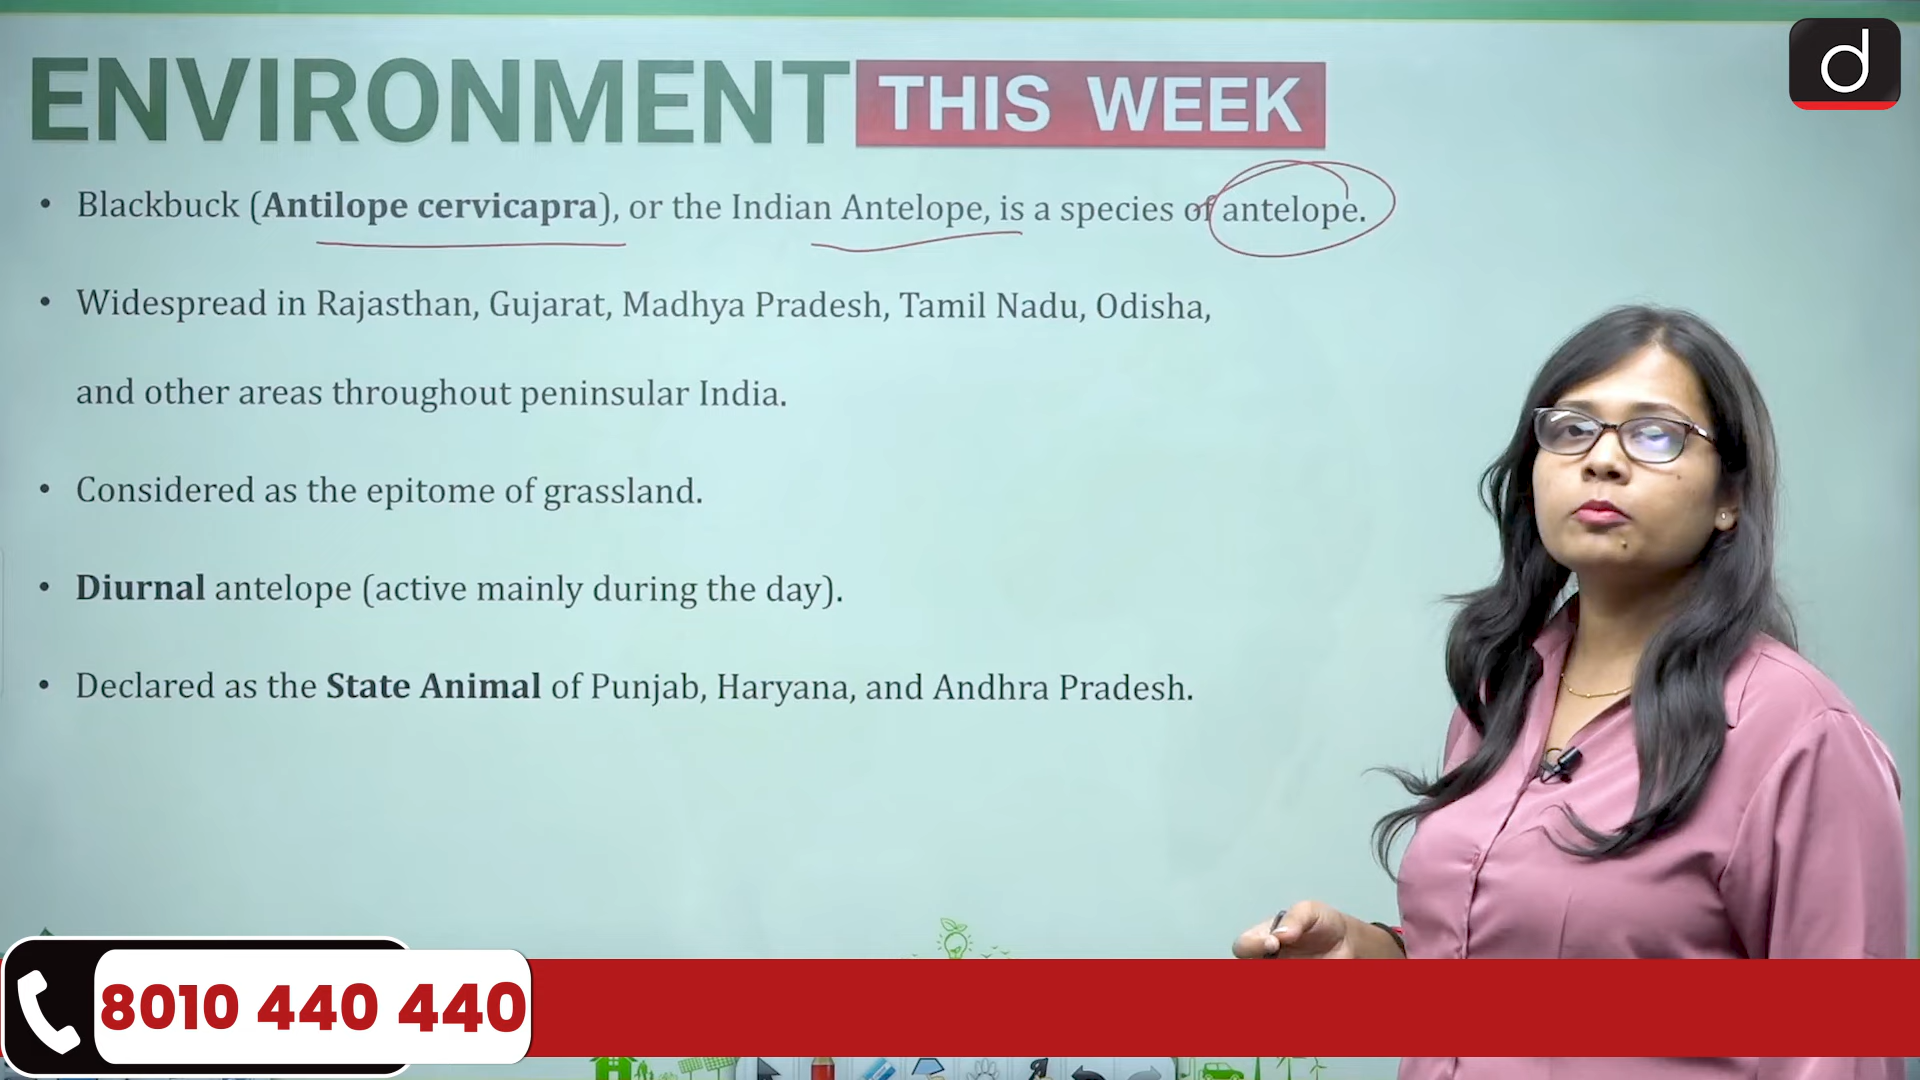 ENVIRONMENT THIS WEEK
d
• Blackbuck (Antilope cervicapra), or the Indian Antelope, is a species of antelope.
• Widespread in Rajasthan, Gujarat, Madhya Pradesh, Tamil Nadu, Odisha,
and other areas throughout peninsular India.
• Considered as the epitome of grassland.
• Diurnal antelope (active mainly during the day).
• Declared as the State Animal of Punjab, Haryana, and Andhra Pradesh.
8010 440 440